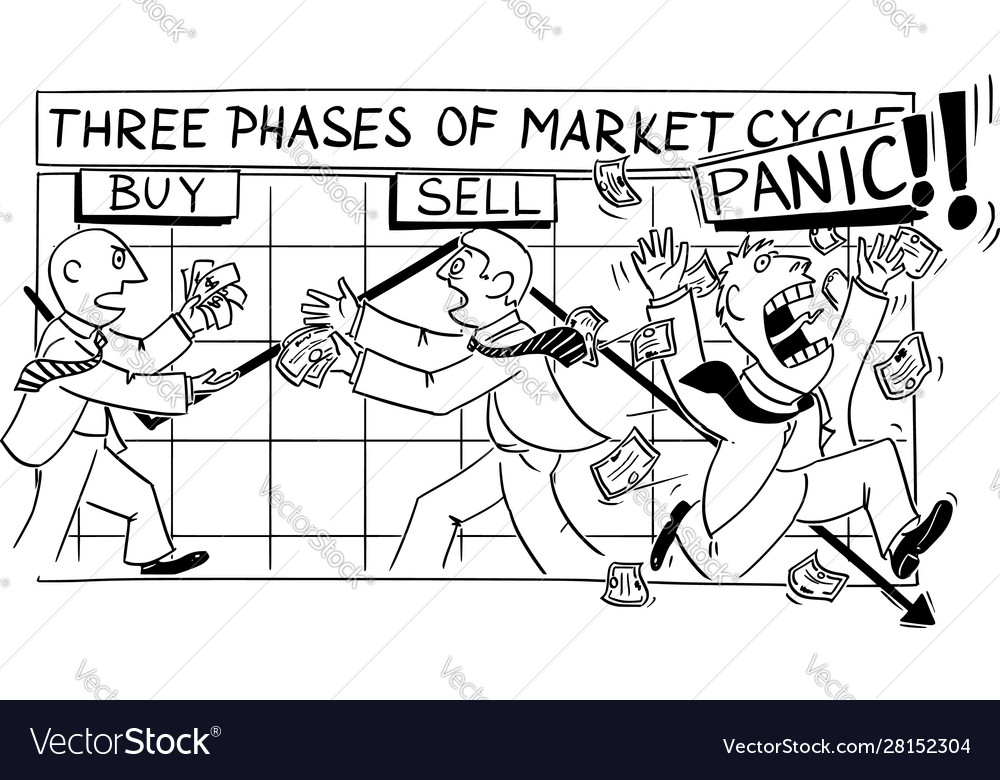 THREE PHASES OF MARKET CYCLE
BUY
SELL
PANIC!!
VectorStock®
VectorStock.com/28152304